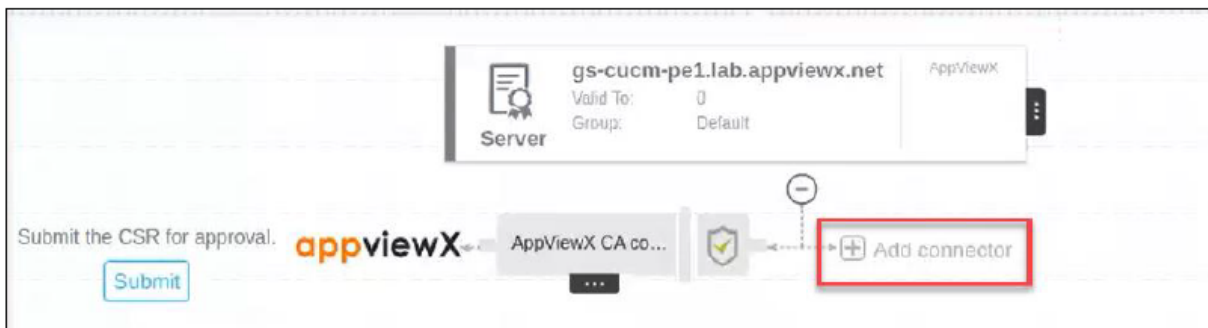 gs-cucm-pe1.lab.appviewx.net
AppViewX
Valid To: 0
Group: Default
Server
Submit the CSR for approval.
appviewX
AppViewX CA co...
Add connector
Submit